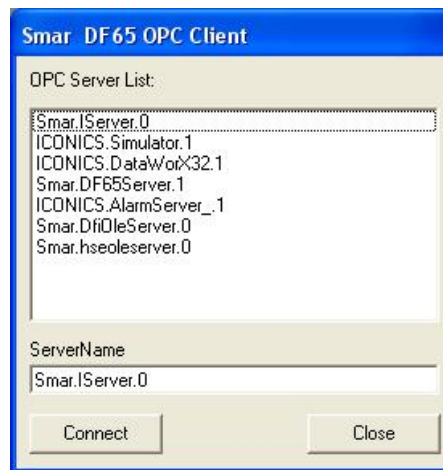 Smar DF65 OPC Client
OPC Server List:
Smar.IServer.0
ICONICS.Simulator.1
ICONICS.DataWorX32.1
Smar.DF65Server.1
ICONICS.AlarmServer_.1
Smar.DfiOleServer.0
Smar.hseoleserver.0
ServerName
Smar.IServer.0
Connect Close